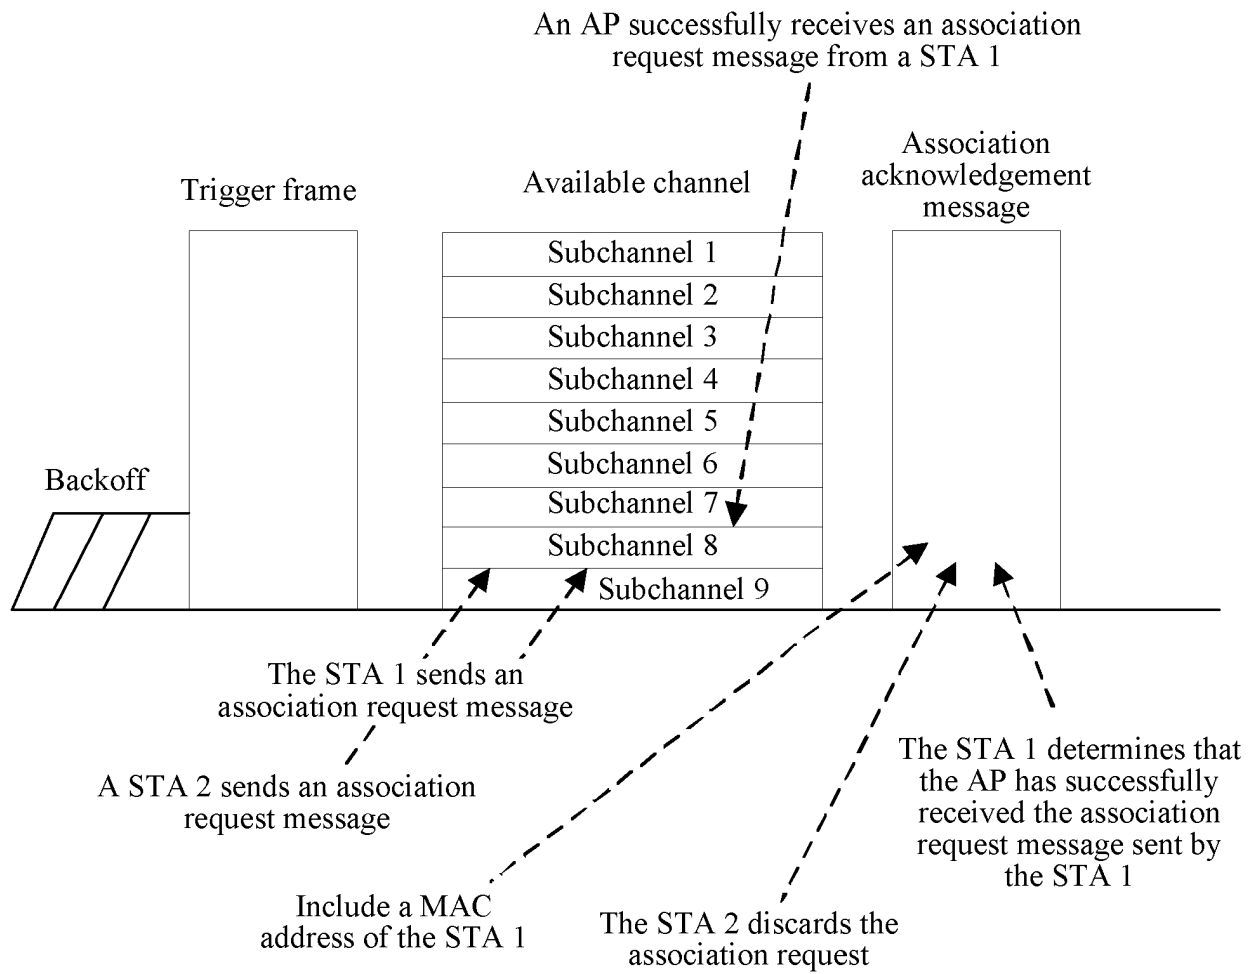 An AP successfully receives an association
request message from a STA 1
Trigger frame
Available channel
Association
acknowledgement
message
Subchannel 1
Subchannel 2
Subchannel 3
Subchannel 4
Subchannel 5
Subchannel 6
Subchannel 7
Subchannel 8
Subchannel 9
Backoff
The STA 1 sends an
association request message
A STA 2 sends an association
request message
Include a MAC
address of the STA 1
The STA 2 discards the
association request
The STA 1 determines that
the AP has successfully
received the association
request message sent by
the STA 1